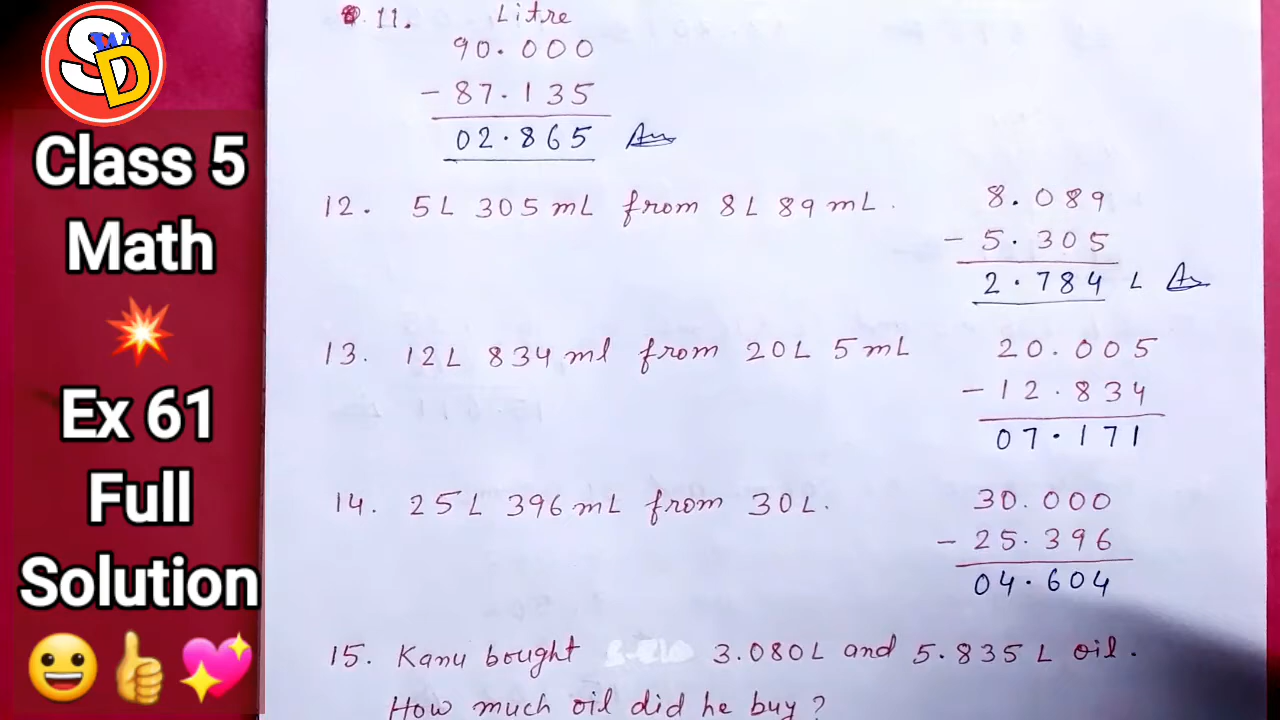 SwD
Class 5
Math
💥
Ex 61
Full
Solution
😀👍💖
11. Litre
90.000
- 87.135
02.865 Ans
12. 5L 305 mL from 8L 89 mL.
8.089
- 5.305
2.784 L Ans
13. 12L 834 ml from 20L 5 mL
20.005
- 12.834
07.171
14. 25L 396 mL from 30L.
30.000
- 25.396
04.604
15. Kanu bought 3.080L and 5.835 L oil.
How much oil did he buy?